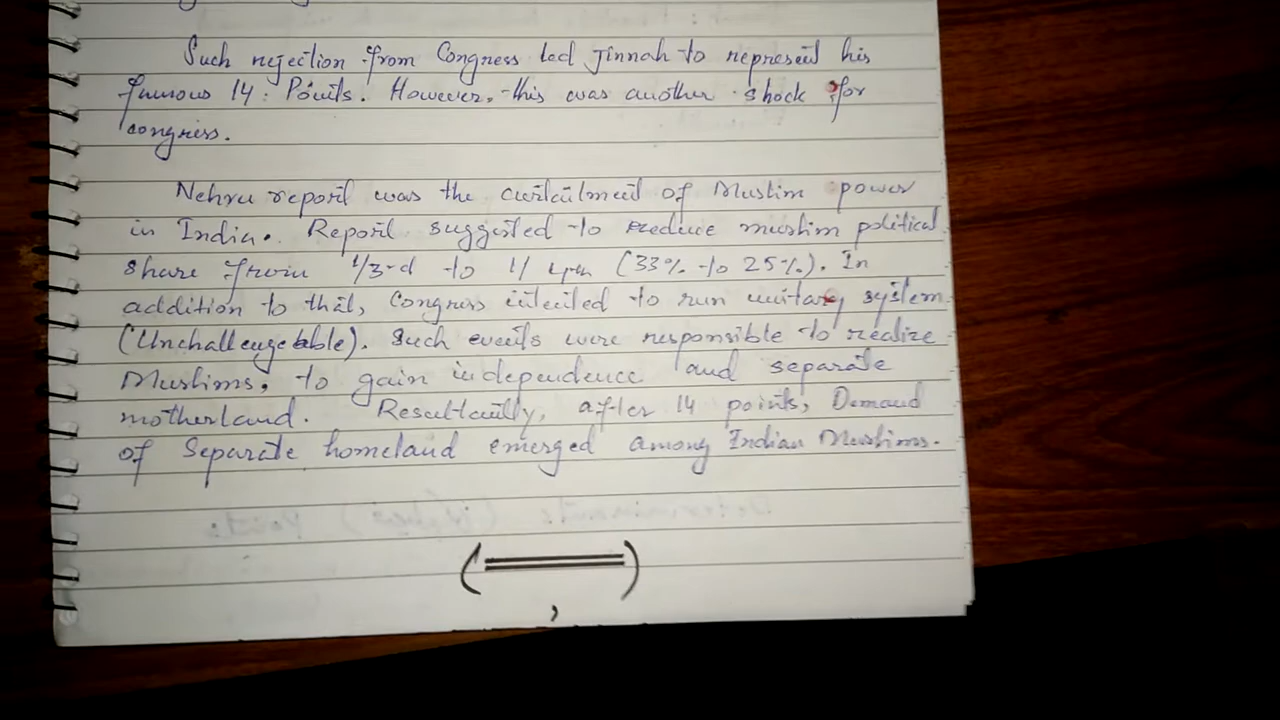 Such rejection from Congress led Jinnah to represent his
famous 14 : Points. However, this was another shock for
congress.
Nehru report was the curtailment of Muslim power
in India. Report suggested to reduce muslim political
share from 1/3rd to 1/ (33% to 25%). In
addition to that, Congress intended to run unitary system
(Unchallengeable). Such events were responsible to realize
Muslims, to gain independence and separate
motherland. Resultantly, after 14 points, Demand
of Separate homeland emerged among Indian Muslims.